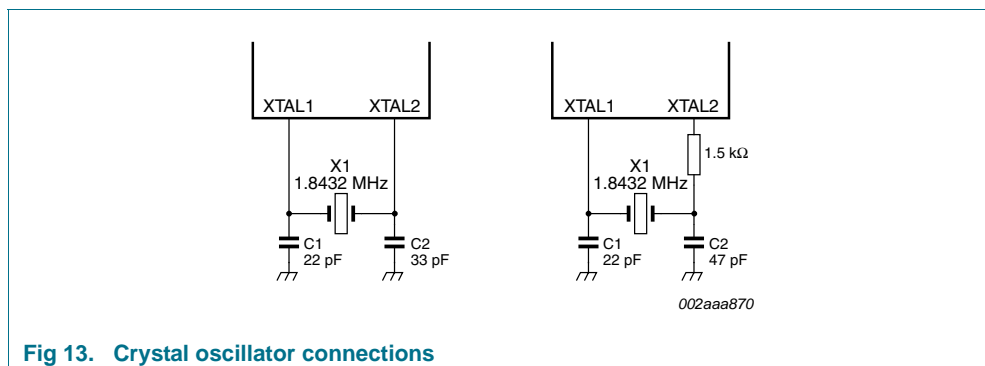 XTAL1 XTAL2
X1
1.8432 MHz
C1
22 pF
C2
33 pF
XTAL1 XTAL2
1.5 kΩ
X1
1.8432 MHz
C1
22 pF
C2
47 pF
002aaa870
Fig 13. Crystal oscillator connections